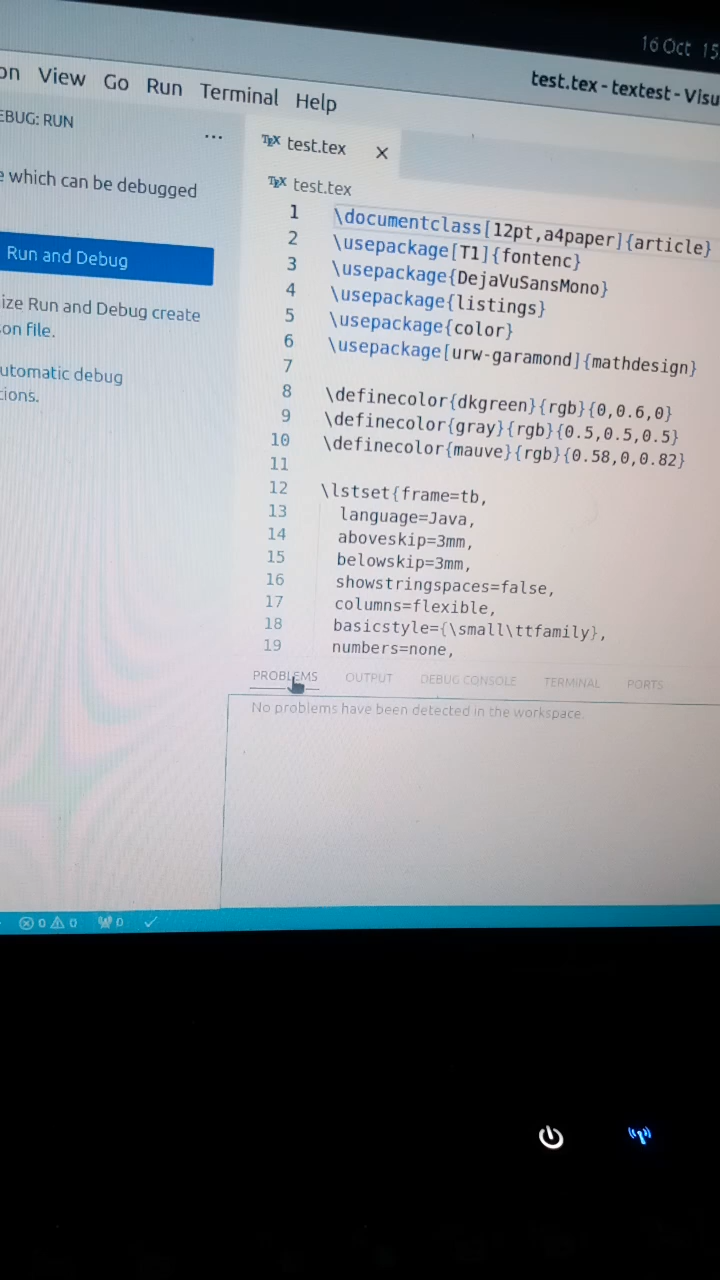 16 Oct 15
test.tex - textest - Visu
on View Go Run Terminal Help
EBUG: RUN
...
TEX test.tex ×
e which can be debugged
TEX test.tex
Run and Debug
ize Run and Debug create
on file.
utomatic debug
tions.
1 \documentclass[12pt,a4paper]{article}
2 \usepackage[T1]{fontenc}
3 \usepackage{DejaVuSansMono}
4 \usepackage{listings}
5 \usepackage{color}
6 \usepackage[urw-garamond]{mathdesign}
7
8 \definecolor{dkgreen}{rgb}{0,0.6,0}
9 \definecolor{gray}{rgb}{0.5,0.5,0.5}
10 \definecolor{mauve}{rgb}{0.58,0,0.82}
11
12 \lstset{frame=tb,
13 language=Java,
14 aboveskip=3mm,
15 belowskip=3mm,
16 showstringspaces=false,
17 columns=flexible,
18 basicstyle={\small\ttfamily},
19 numbers=none,
PROBLEMS OUTPUT DEBUG CONSOLE TERMINAL PORTS
No problems have been detected in the workspace.
0 0 0